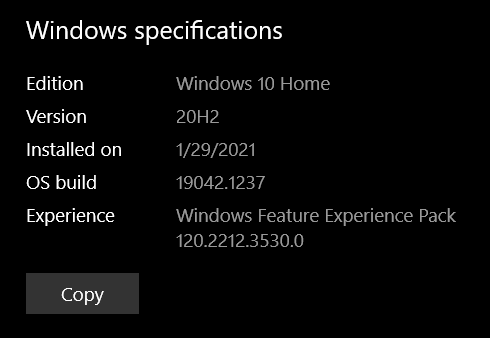 Windows specifications
Edition Windows 10 Home
Version 20H2
Installed on 1/29/2021
OS build 19042.1237
Experience Windows Feature Experience Pack
120.2212.3530.0
Copy